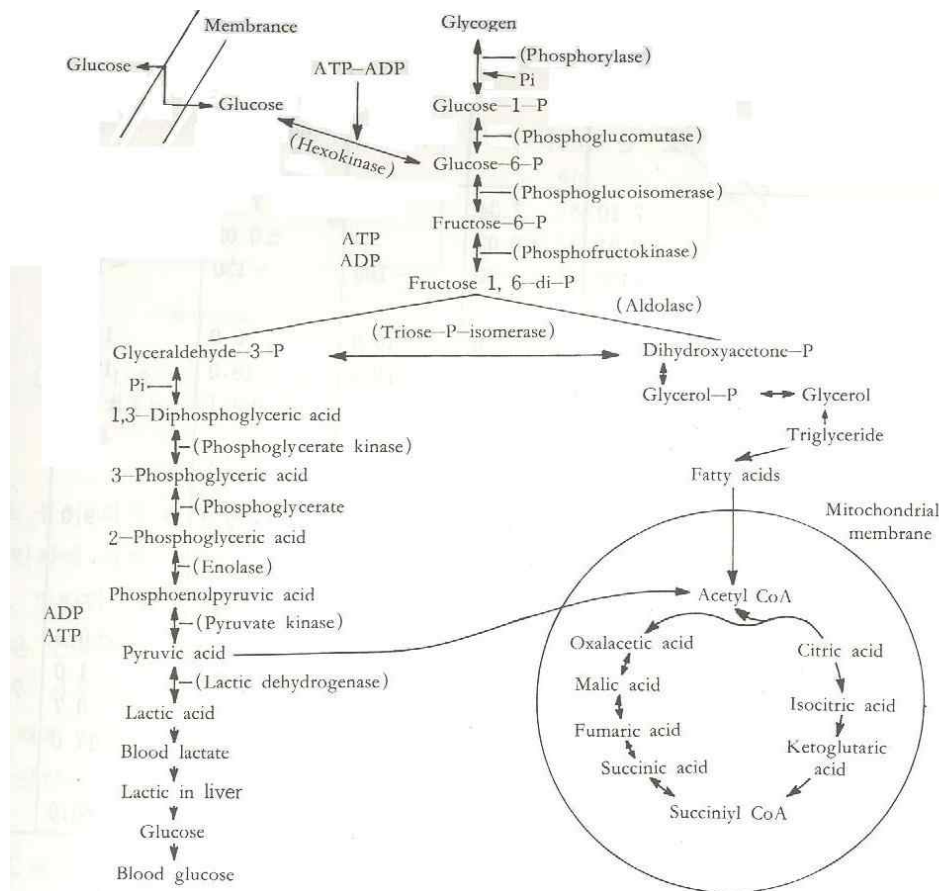 Membrance
Glucose
Glucose
ATP—ADP
(Hexokinase)
Glycogen
(Phosphorylase)
Pi
Glucose—1—P
(Phosphoglucomutase)
Glucose—6—P
(Phosphoglucoisomerase)
Fructose—6—P
ATP
ADP
(Phosphofructokinase)
Fructose 1, 6—di—P
(Aldolase)
(Triose—P—isomerase)
Glyceraldehyde—3—P
Dihydroxyacetone—P
Pi
Glycerol—P
Glycerol
1,3—Diphosphoglyceric acid
Triglyceride
(Phosphoglycerate kinase)
Fatty acids
3—Phosphoglyceric acid
(Phosphoglycerate
2—Phosphoglyceric acid
(Enolase)
Phosphoenolpyruvic acid
ADP
ATP
(Pyruvate kinase)
Pyruvic acid
(Lactic dehydrogenase)
Lactic acid
Blood lactate
Lactic in liver
Glucose
Blood glucose
Mitochondrial
membrane
Acetyl CoA
Oxalacetic acid
Citric acid
Malic acid
Isocitric acid
Fumaric acid
Ketoglutaric
acid
Succinic acid
Succiniyl CoA